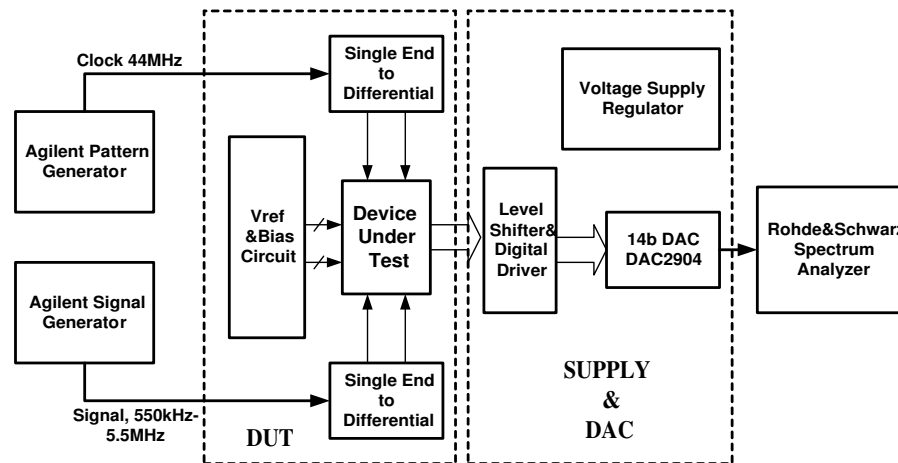 Clock 44MHz
Agilent Pattern
Generator
Agilent Signal
Generator
Signal, 550kHz-
5.5MHz
Single End
to
Differential
Vref
&Bias
Circuit
Device
Under
Test
Single End
to
Differential
DUT
Voltage Supply
Regulator
Level
Shifter&
Digital
Driver
14b DAC
DAC2904
SUPPLY
&
DAC
Rohde&Schwarz
Spectrum
Analyzer